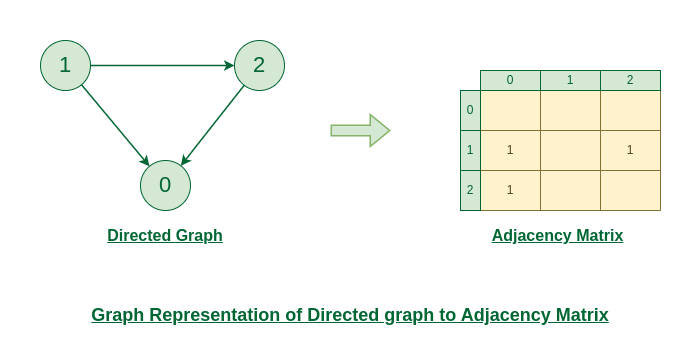 1 2
0
Directed Graph
0 1 2
0
1 1 1
2 1
Adjacency Matrix
Graph Representation of Directed graph to Adjacency Matrix